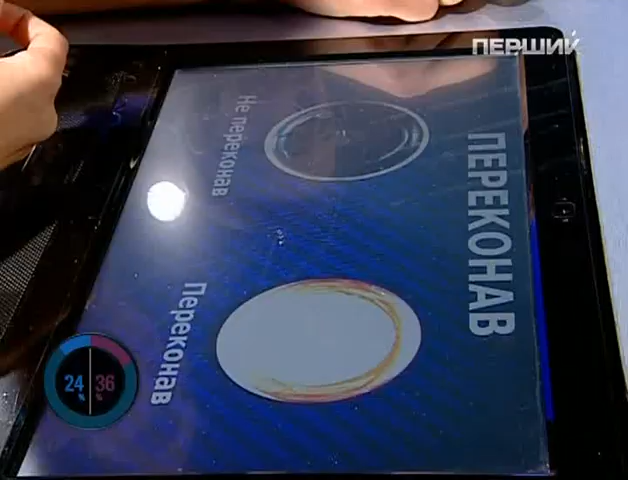 ПЕРШИЙ
ПЕРЕКОНАВ
Не переконав
Переконав
24 %
36 %